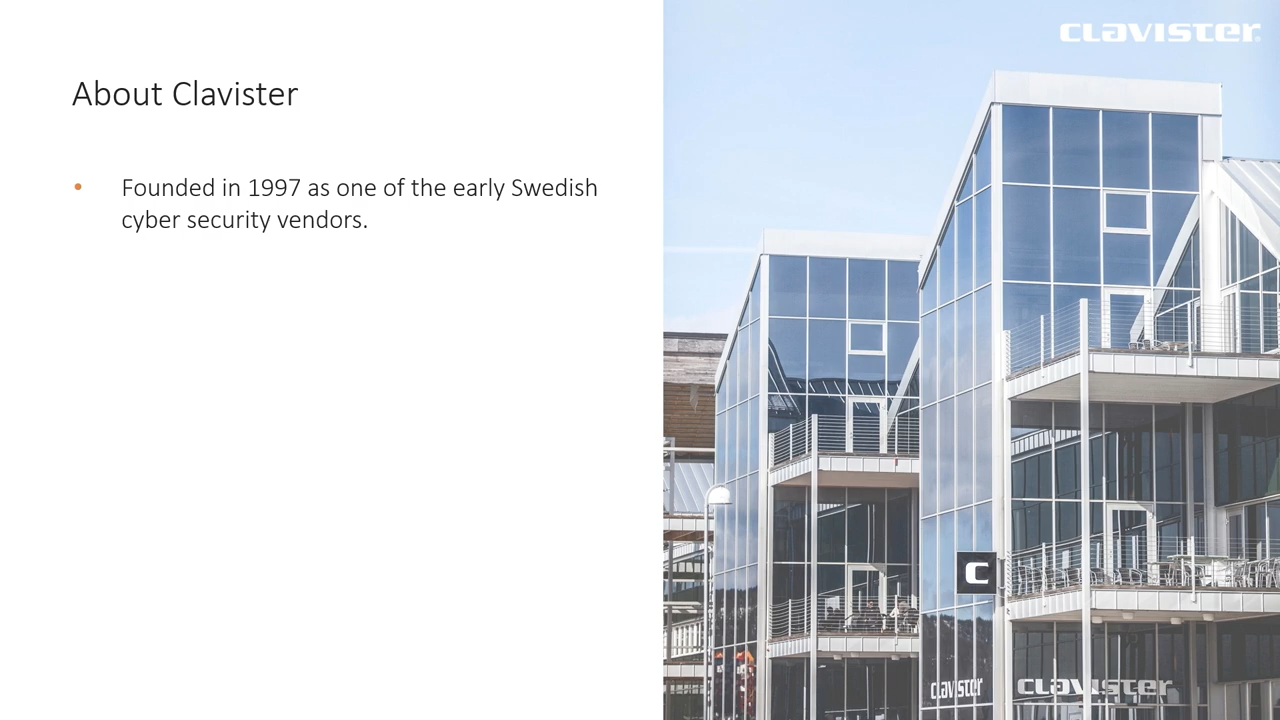 clavister
About Clavister
• Founded in 1997 as one of the early Swedish
cyber security vendors.
C
clavister
clavister